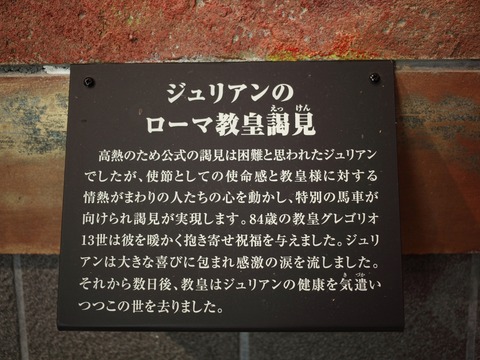 ジュリアンの
ローマ教皇謁見
高熱のため公式の謁見は困難と思われたジュリアン
でしたが、使節としての使命感と教皇様に対する
情熱がまわりの人たちの心を動かし、特別の馬車が
向けられ謁見が実現します。84歳の教皇グレゴリオ
13世は彼を暖かく抱き寄せ祝福を与えました。ジュリ
アンは大きな喜びに包まれ感激の涙を流しました。
それから数日後、教皇はジュリアンの健康を気遣い
つつこの世を去りました。